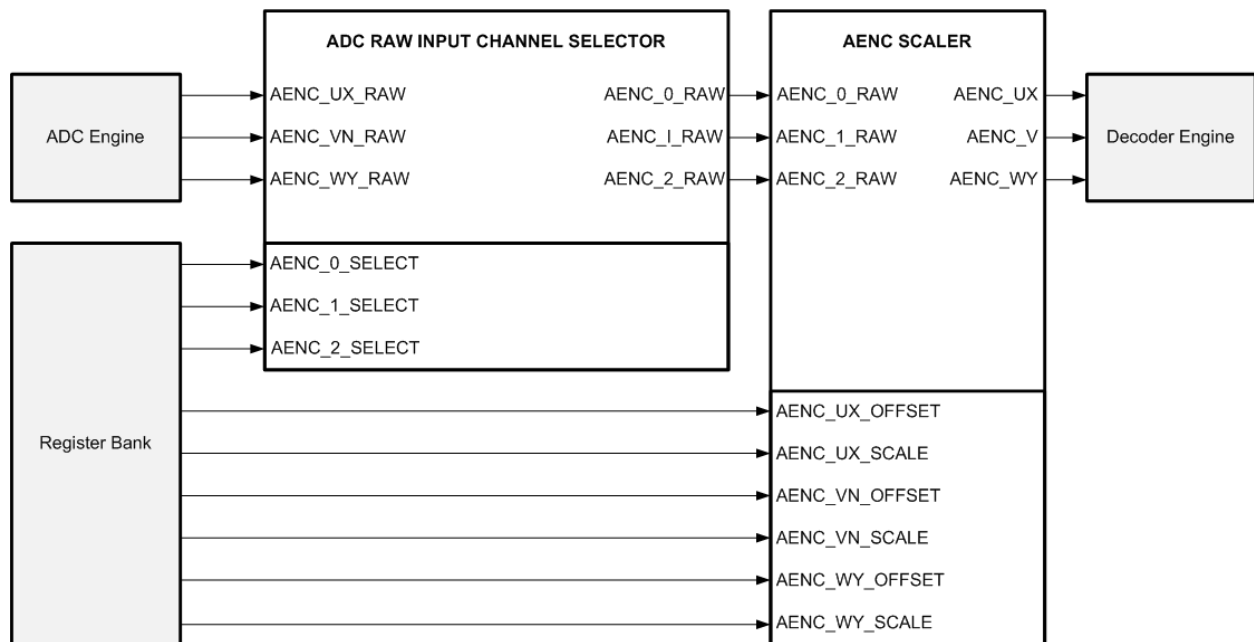 ADC RAW INPUT CHANNEL SELECTOR
AENC SCALER
ADC Engine
AENC_UX_RAW
AENC_VN_RAW
AENC_WY_RAW
AENC_0_RAW
AENC_I_RAW
AENC_2_RAW
AENC_0_RAW
AENC_1_RAW
AENC_2_RAW
AENC_UX
AENC_V
AENC_WY
Decoder Engine
Register Bank
AENC_0_SELECT
AENC_1_SELECT
AENC_2_SELECT
AENC_UX_OFFSET
AENC_UX_SCALE
AENC_VN_OFFSET
AENC_VN_SCALE
AENC_WY_OFFSET
AENC_WY_SCALE